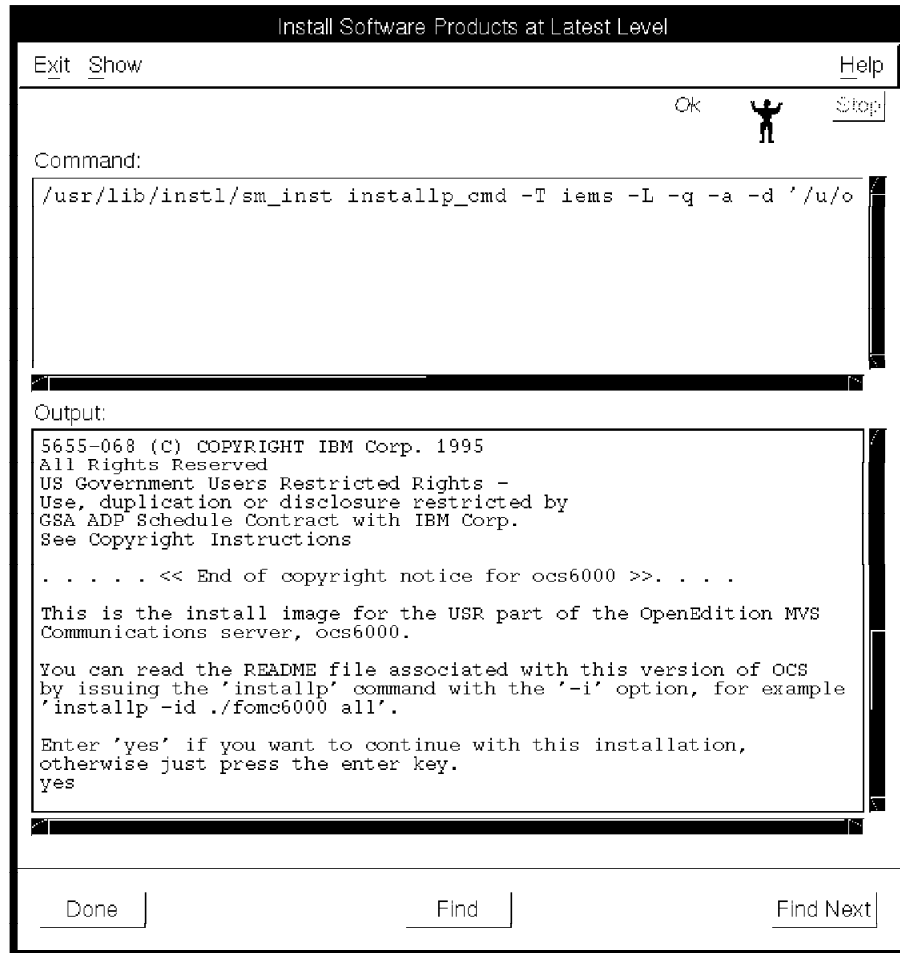 Install Software Products at Latest Level
Exit Show Help
Ok Stop
Command:
/usr/lib/instl/sm_inst installp_cmd -T iems -L -q -a -d '/u/o
Output:
5655-068 (C) COPYRIGHT IBM Corp. 1995
All Rights Reserved
US Government Users Restricted Rights -
Use, duplication or disclosure restricted by
GSA ADP Schedule Contract with IBM Corp.
See Copyright Instructions
. . . . . << End of copyright notice for ocs6000 >>. . . .
This is the install image for the USR part of the OpenEdition MVS
Communications server, ocs6000.
You can read the README file associated with this version of OCS
by issuing the 'installp' command with the '-i' option, for example
'installp -id ./fomc6000 all'.
Enter 'yes' if you want to continue with this installation,
otherwise just press the enter key.
yes
Done Find Find Next